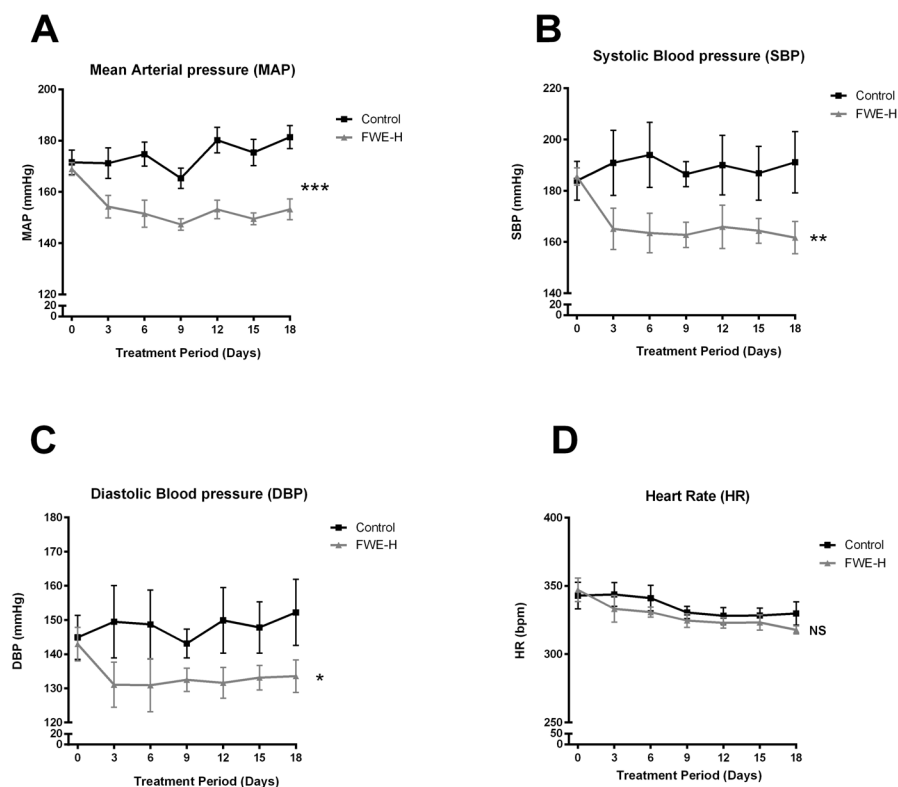 A
Mean Arterial pressure (MAP)
Control
FWE-H
MAP (mmHg)
200
180
160
140
120
20
0
***
0 3 6 9 12 15 18
Treatment Period (Days)
B
Systolic Blood pressure (SBP)
Control
FWE-H
SBP (mmHg)
220
200
180
160
140
20
0
**
0 3 6 9 12 15 18
Treatment Period (Days)
C
Diastolic Blood pressure (DBP)
Control
FWE-H
DBP (mmHg)
180
170
160
150
140
130
120
20
0
*
0 3 6 9 12 15 18
Treatment Period (Days)
D
Heart Rate (HR)
Control
FWE-H
HR (bpm)
400
350
300
250
50
0
NS
0 3 6 9 12 15 18
Treatment Period (Days)